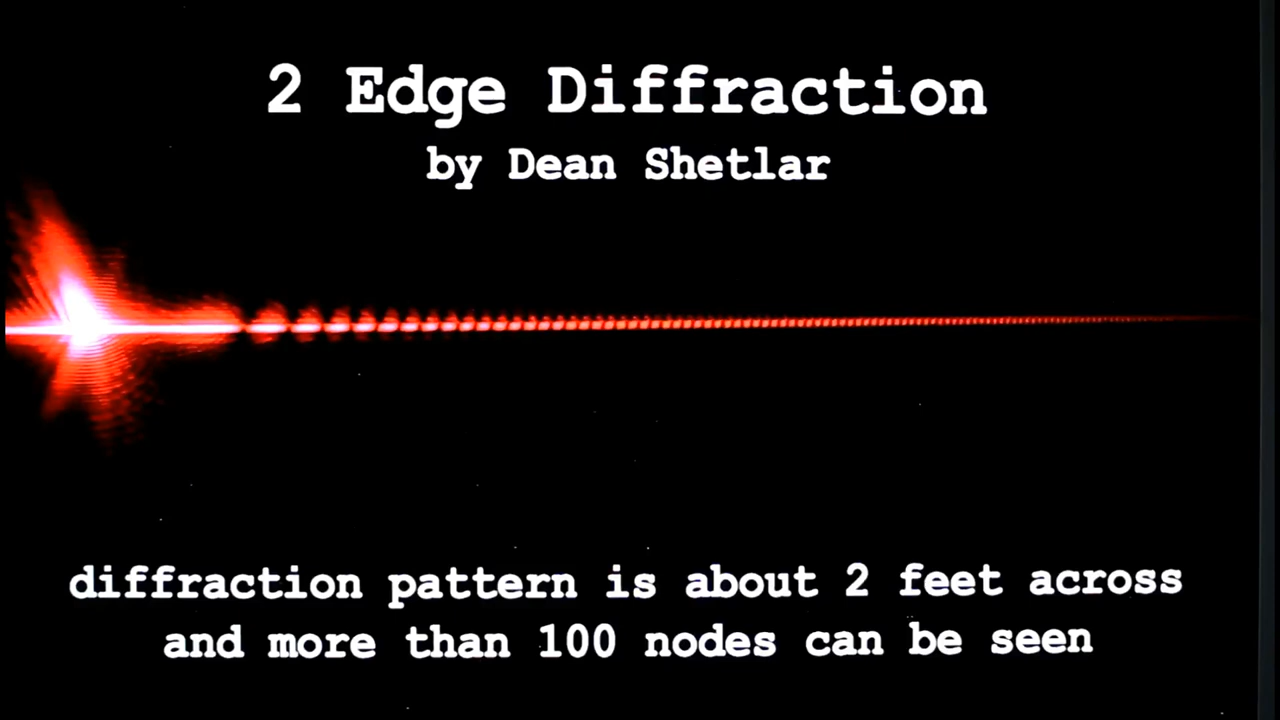 2 Edge Diffraction
by Dean Shetlar
diffraction pattern is about 2 feet across
and more than 100 nodes can be seen